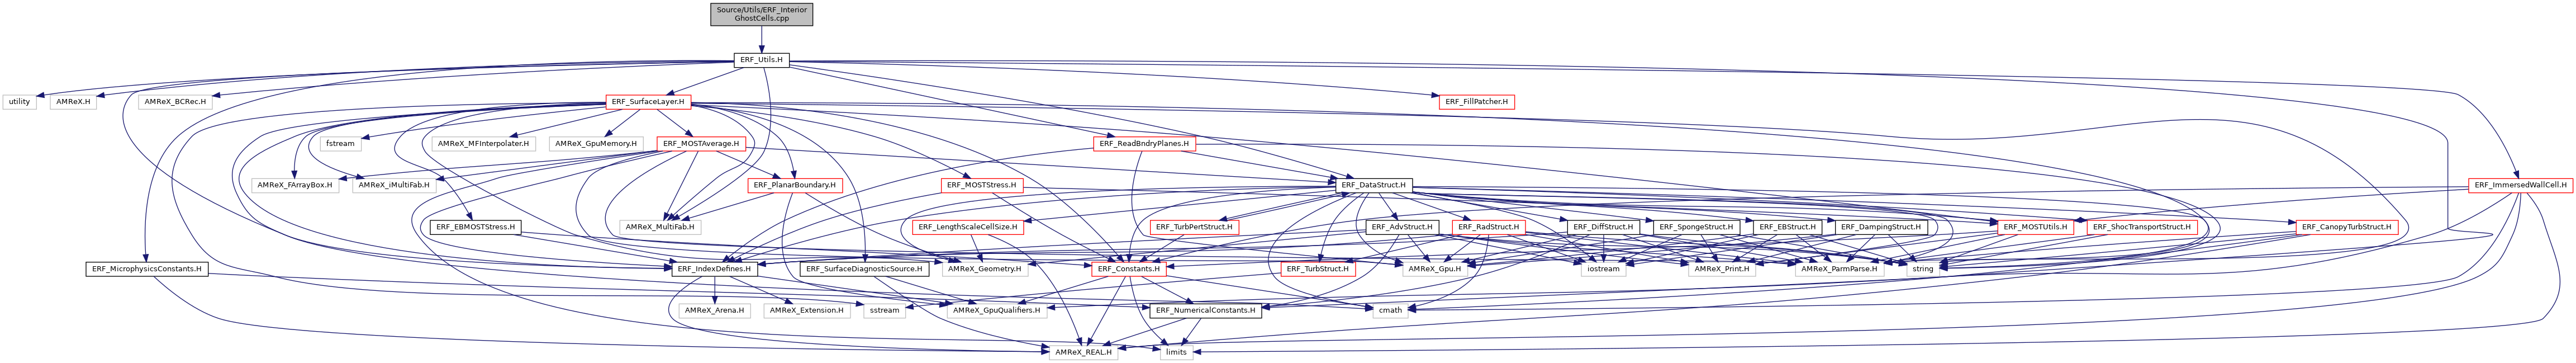 Source/Utils/ERF_Interior
GhostCells.cpp
ERF_Utils.H
utility
AMReX.H
AMReX_BCRec.H
ERF_SurfaceLayer.H
ERF_FillPatcher.H
fstream
AMReX_MFInterpolater.H
AMReX_GpuMemory.H
ERF_MOSTAverage.H
ERF_ReadBndryPlanes.H
AMReX_FArrayBox.H
AMReX_iMultiFab.H
ERF_PlanarBoundary.H
ERF_MOSTStress.H
ERF_DataStruct.H
ERF_ImmersedWallCell.H
ERF_EBMOSTStress.H
AMReX_MultiFab.H
ERF_LengthScaleCellSize.H
ERF_TurbPertStruct.H
ERF_AdvStruct.H
ERF_RadStruct.H
ERF_DiffStruct.H
ERF_SpongeStruct.H
ERF_EBStruct.H
ERF_DampingStruct.H
ERF_MOSTUtils.H
ERF_ShocTransportStruct.H
ERF_CanopyTurbStruct.H
ERF_MicrophysicsConstants.H
ERF_IndexDefines.H
ERF_SurfaceDiagnosticSource.H
AMReX_Geometry.H
ERF_Constants.H
ERF_TurbStruct.H
AMReX_Gpu.H
iostream
AMReX_Print.H
AMReX_ParmParse.H
string
AMReX_Arena.H
AMReX_Extension.H
sstream
AMReX_GpuQualifiers.H
ERF_NumericalConstants.H
cmath
AMReX_REAL.H
limits